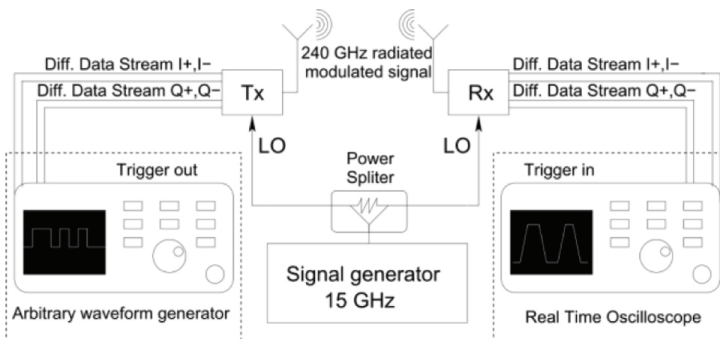 Diff. Data Stream I+,I−
Diff. Data Stream Q+,Q−
Tx
240 GHz radiated
modulated signal
Rx
Diff. Data Stream I+,I−
Diff. Data Stream Q+,Q−
LO
LO
Power
Spliter
Trigger out
Trigger in
Signal generator
15 GHz
Arbitrary waveform generator
Real Time Oscilloscope